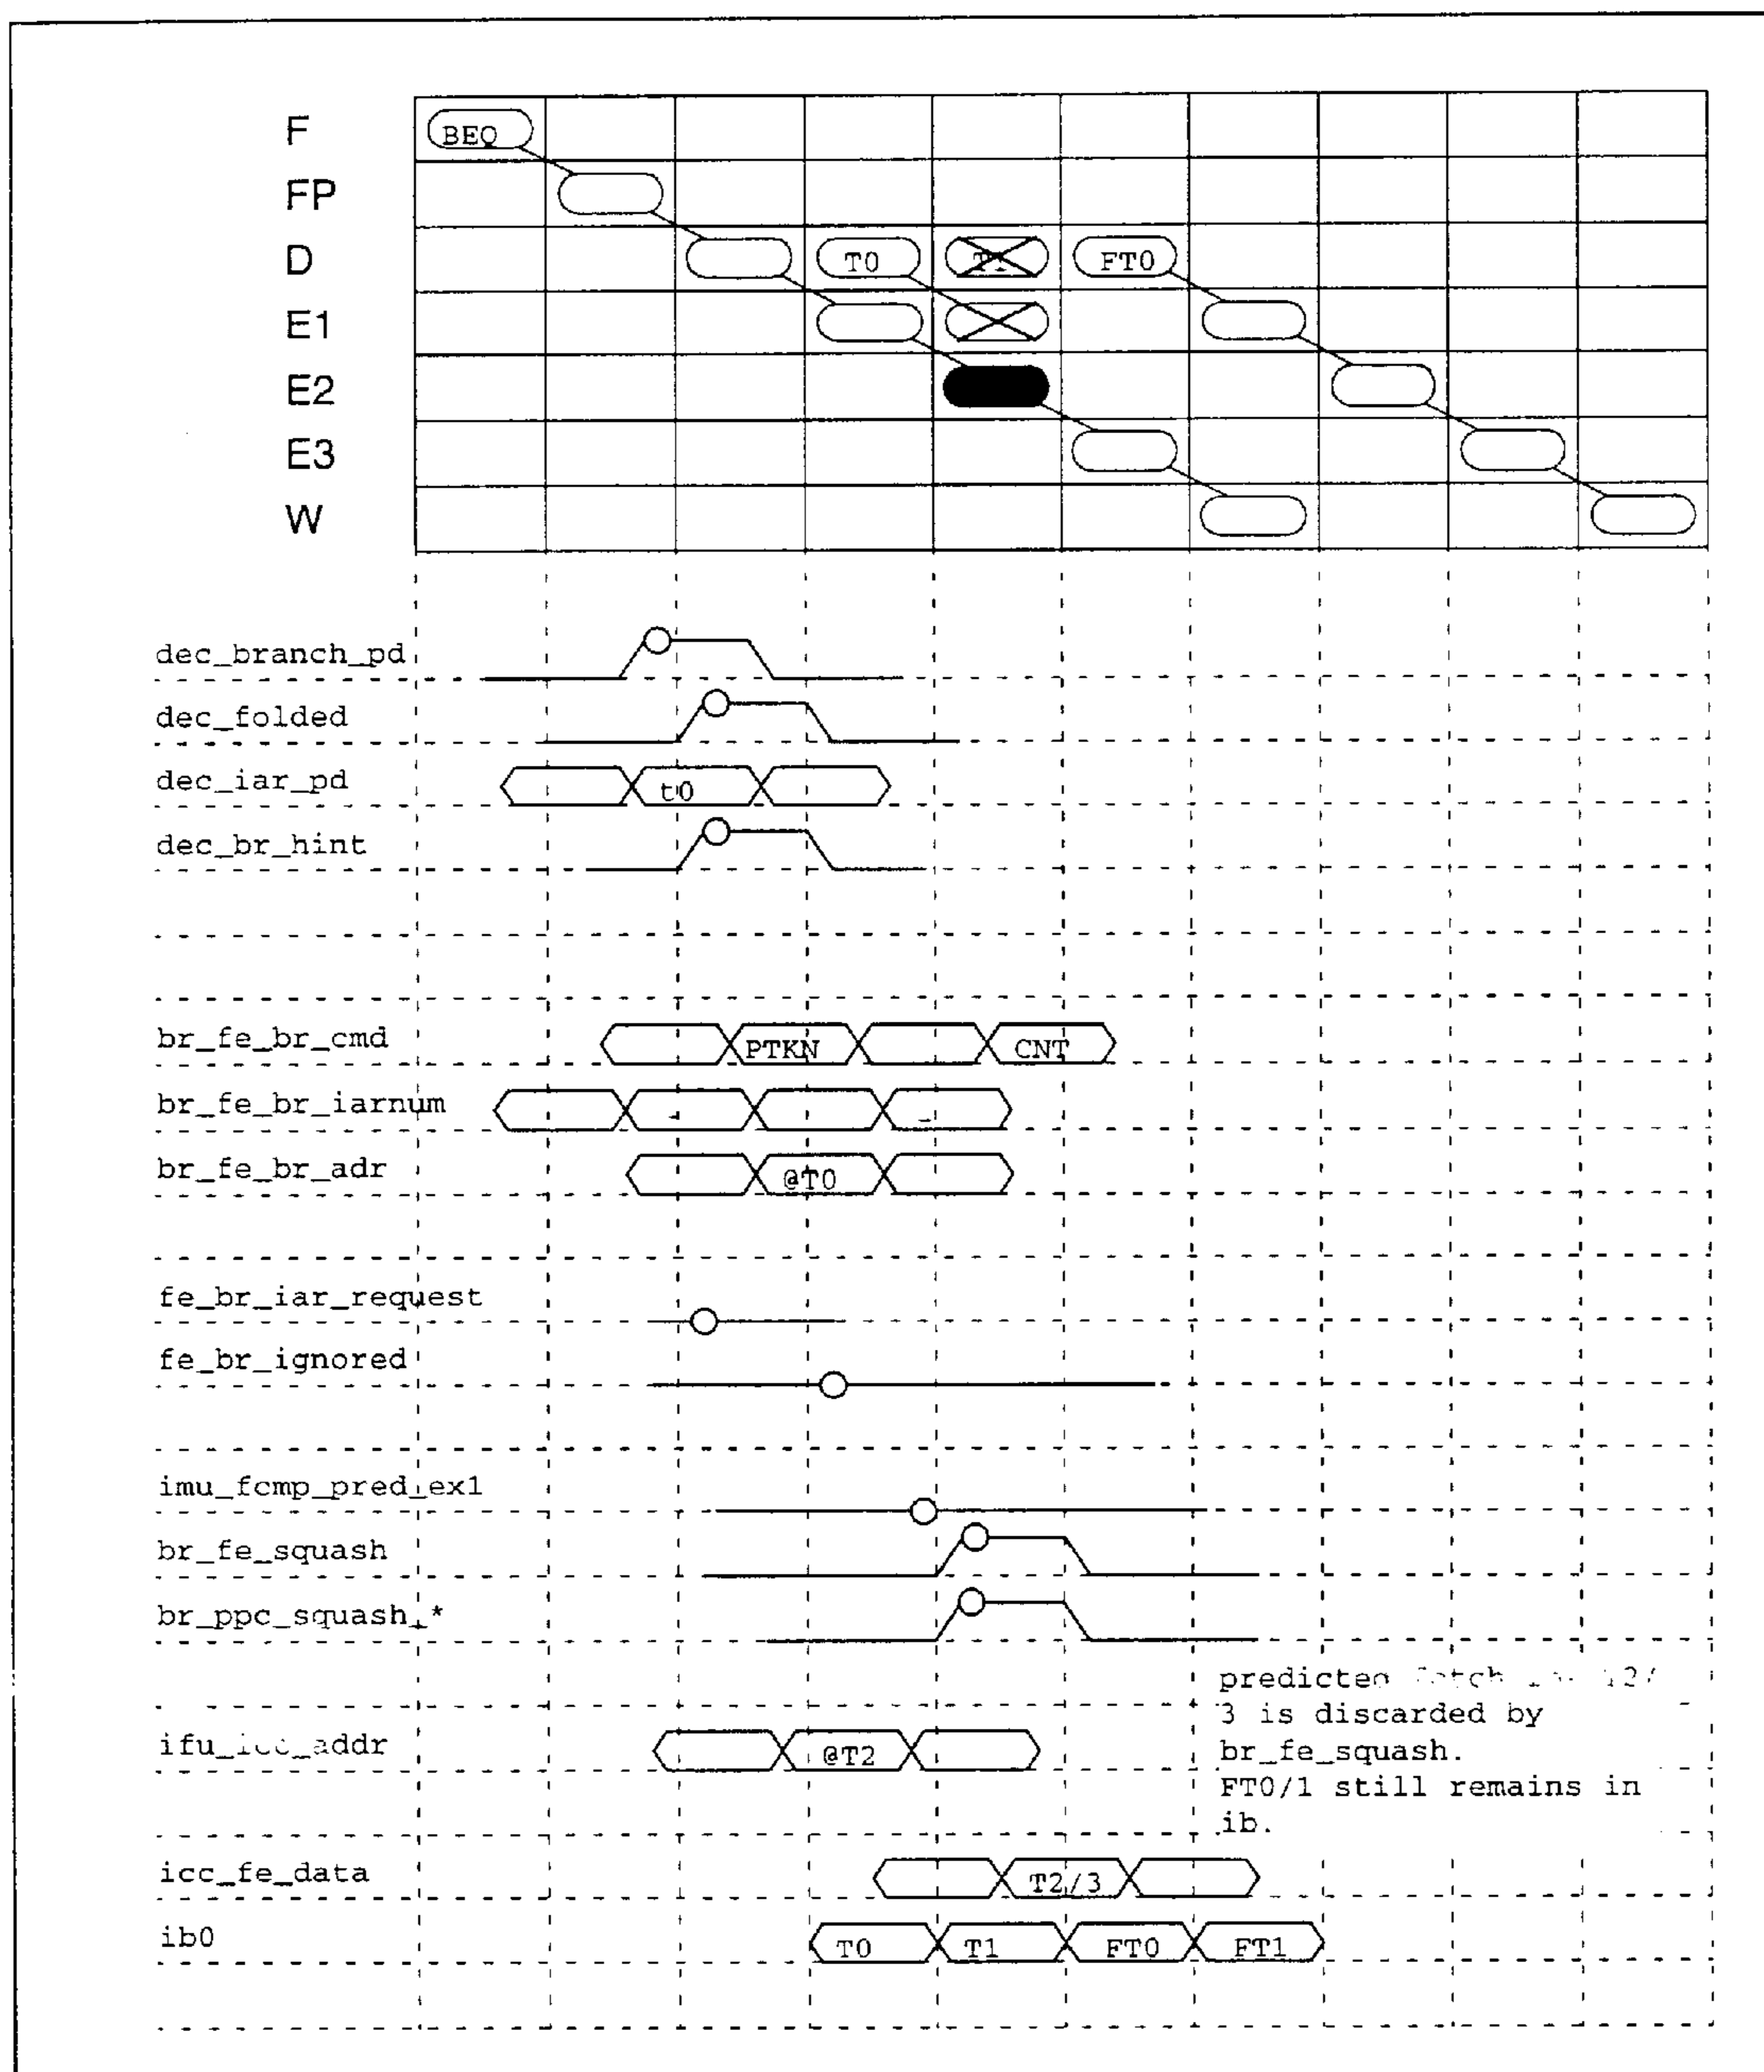 F
BEQ
FP
D
T0
FT0
E1
E2
E3
W
dec_branch_pd
dec_folded
dec_iar_pd
t0
dec_br_hint
br_fe_br_cmd
PTKN
CNT
br_fe_br_iarnum
- -
br_fe_br_adr
@T0
fe_br_iar_request
fe_br_ignored
imu_fcmp_pred_ex1
br_fe_squash
br_ppc_squash_*
predicted
3 is discarded by
br_fe_squash.
FT0/1 still remains in
ib.
@T2
icc_fe_data
T2/3
ib0
T0
T1
FT0
FT1